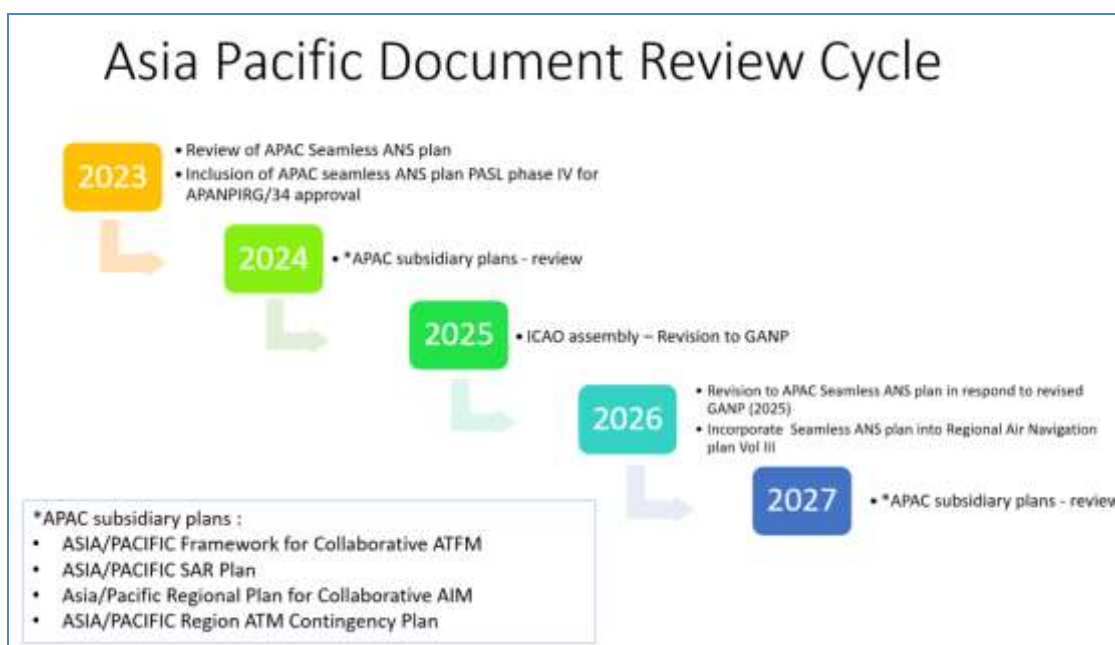 Asia Pacific Document Review Cycle
2023
• Review of APAC Seamless ANS plan
• Inclusion of APAC seamless ANS plan PASL phase IV for
APANPIRG/34 approval
2024
• *APAC subsidiary plans - review
2025
• ICAO assembly – Revision to GANP
2026
• Revision to APAC Seamless ANS plan in respond to revised
GANP (2025)
• Incorporate Seamless ANS plan into Regional Air Navigation
plan Vol III
2027
• *APAC subsidiary plans - review
*APAC subsidiary plans :
• ASIA/PACIFIC Framework for Collaborative ATFM
• ASIA/PACIFIC SAR Plan
• Asia/Pacific Regional Plan for Collaborative AIM
• ASIA/PACIFIC Region ATM Contingency Plan